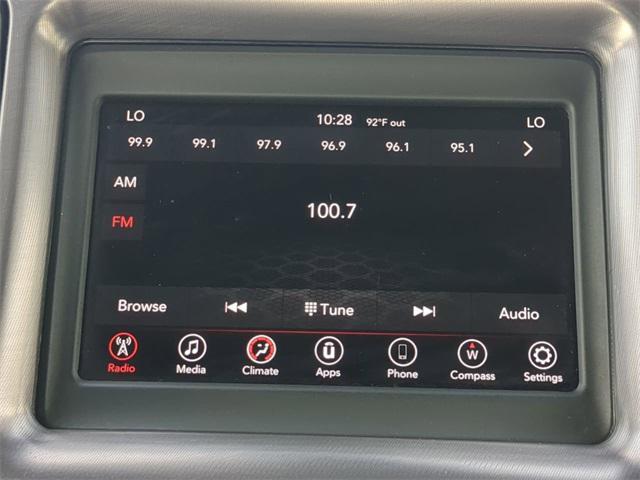 LO 10:28 92°F out LO
99.9 99.1 97.9 96.9 96.1 95.1
AM
100.7
FM
Browse Tune Audio
W
Radio Media Climate Apps Phone Compass Settings